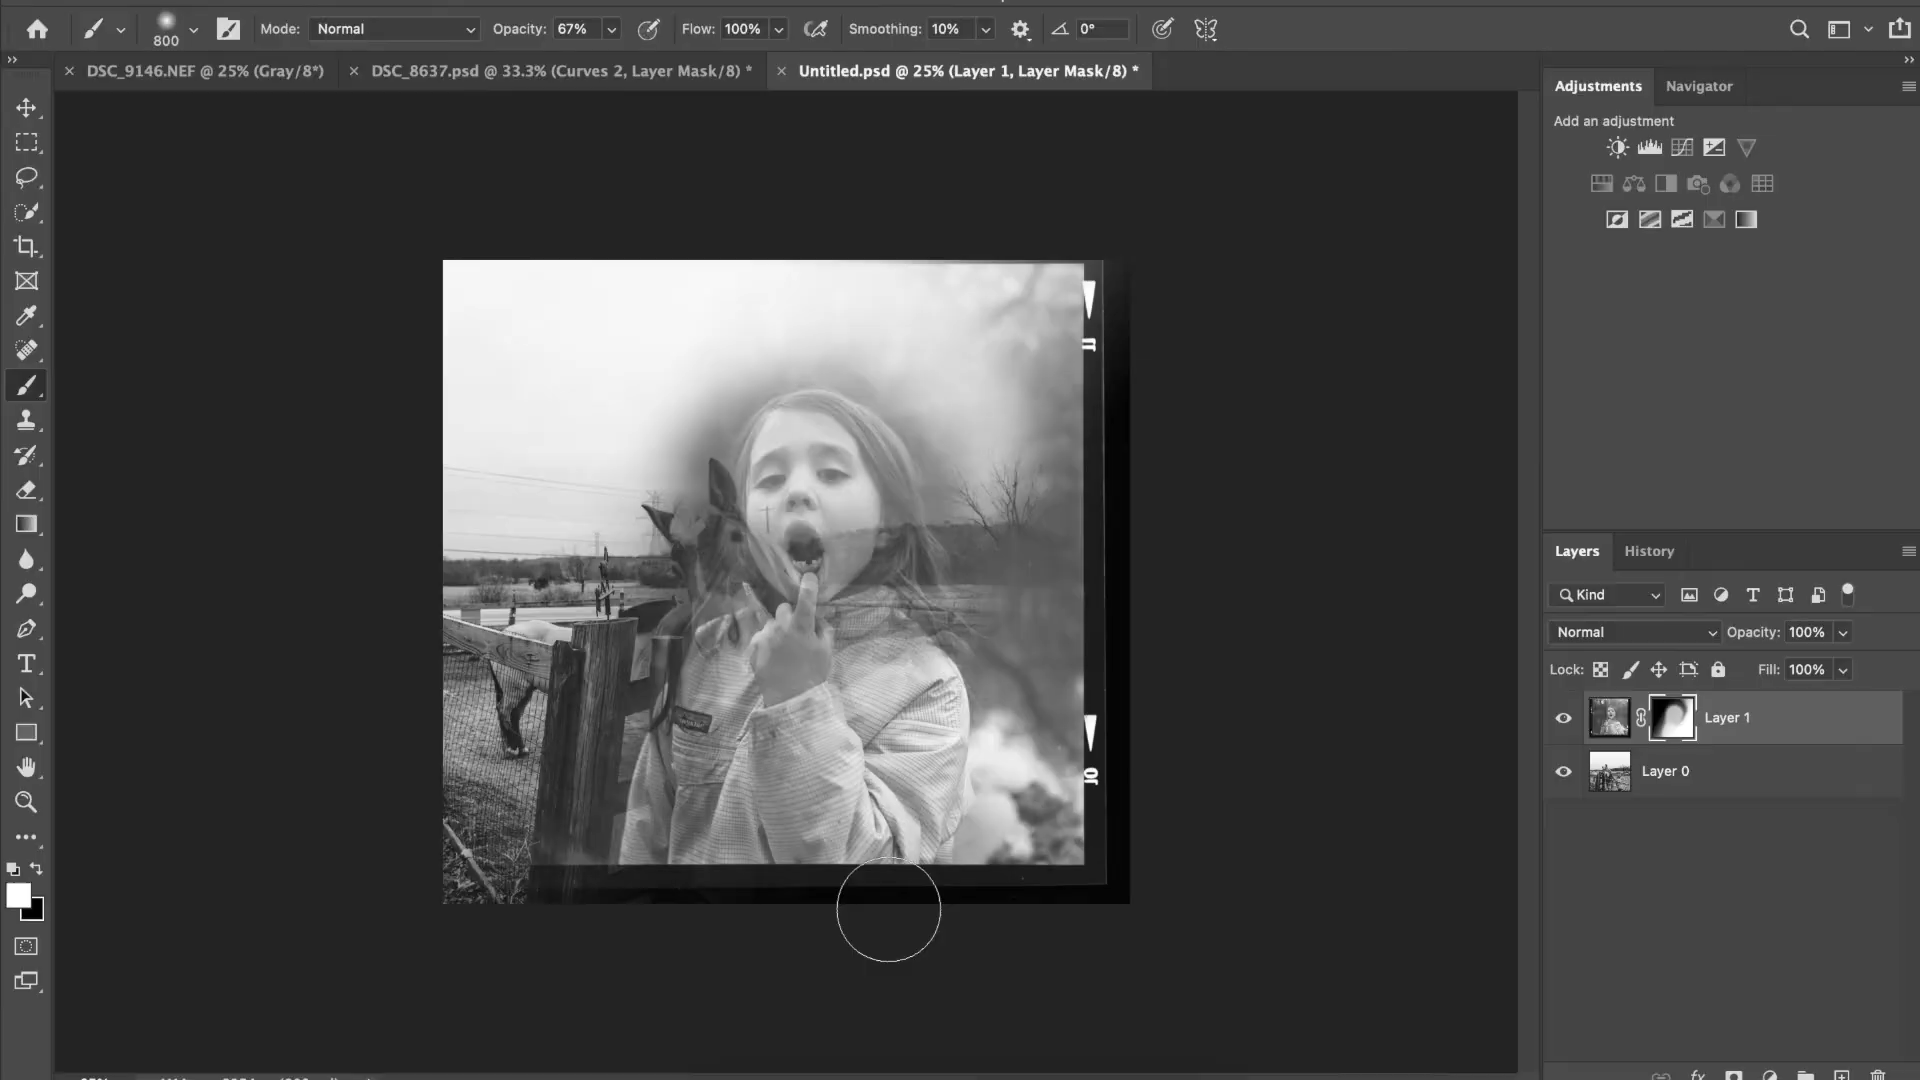 800
Mode: Normal
Opacity: 67%
Flow: 100%
Smoothing: 10%
0°
DSC_9146.NEF @ 25% (Gray/8*)
DSC_8637.psd @ 33.3% (Curves 2, Layer Mask/8) *
Untitled.psd @ 25% (Layer 1, Layer Mask/8) *
Adjustments
Navigator
Add an adjustment
Layers
History
Kind
Normal
Opacity: 100%
Lock:
Fill: 100%
Layer 1
Layer 0